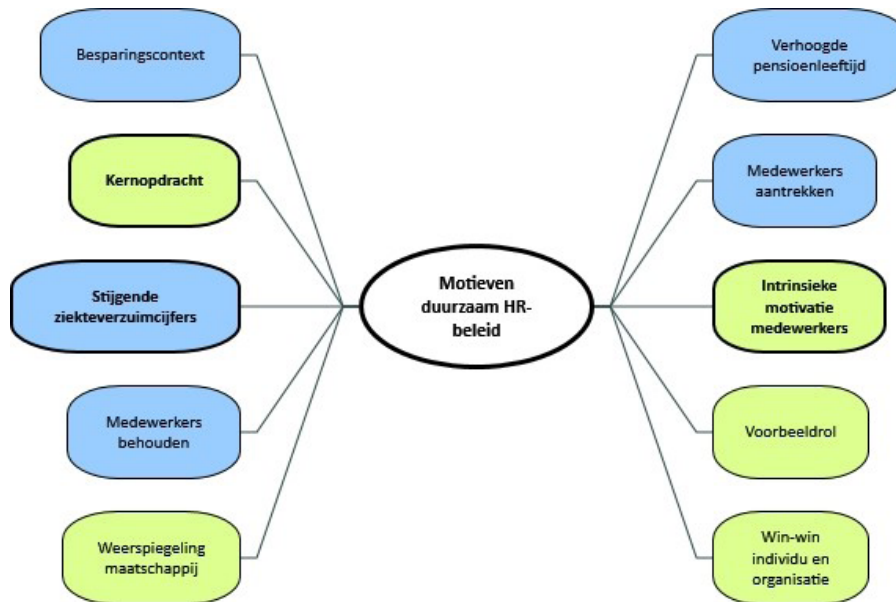 Besparingscontext
Kernopdracht
Stijgende
ziekteverzuimcijfers
Medewerkers
behouden
Weerspiegeling
maatschappij
Motieven
duurzaam HR-
beleid
Verhoogde
pensioenleeftijd
Medewerkers
aantrekken
Intrinsieke
motivatie
medewerkers
Voorbeeldrol
Win-win
individu en
organisatie